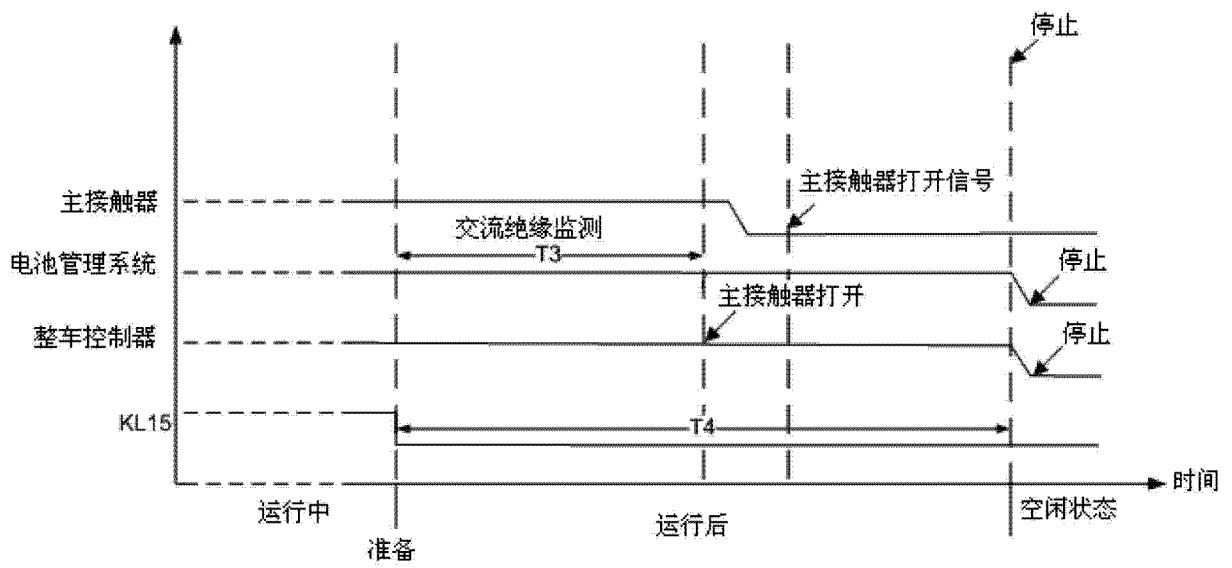 停止
主接触器打开信号
主接触器
交流绝缘监测
T3
电池管理系统
停止
主接触器打开
整车控制器
停止
KL15
T4
时间
运行中
运行后
空闲状态
准备